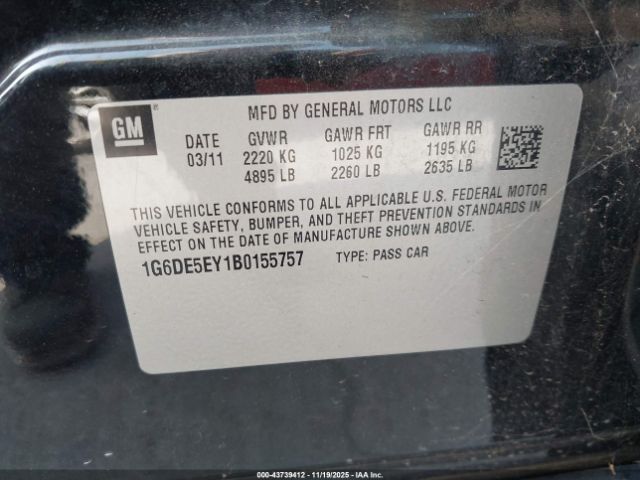 MFD BY GENERAL MOTORS LLC
GM ®
DATE GVWR GAWR FRT GAWR RR
03/11 2220 KG 1025 KG 1195 KG
4895 LB 2260 LB 2635 LB
THIS VEHICLE CONFORMS TO ALL APPLICABLE U.S. FEDERAL MOTOR
VEHICLE SAFETY, BUMPER, AND THEFT PREVENTION STANDARDS IN
EFFECT ON THE DATE OF MANUFACTURE SHOWN ABOVE.
1G6DE5EY1B0155757 TYPE: PASS CAR
000-43739412 - 11/19/2025 - IAA Inc.